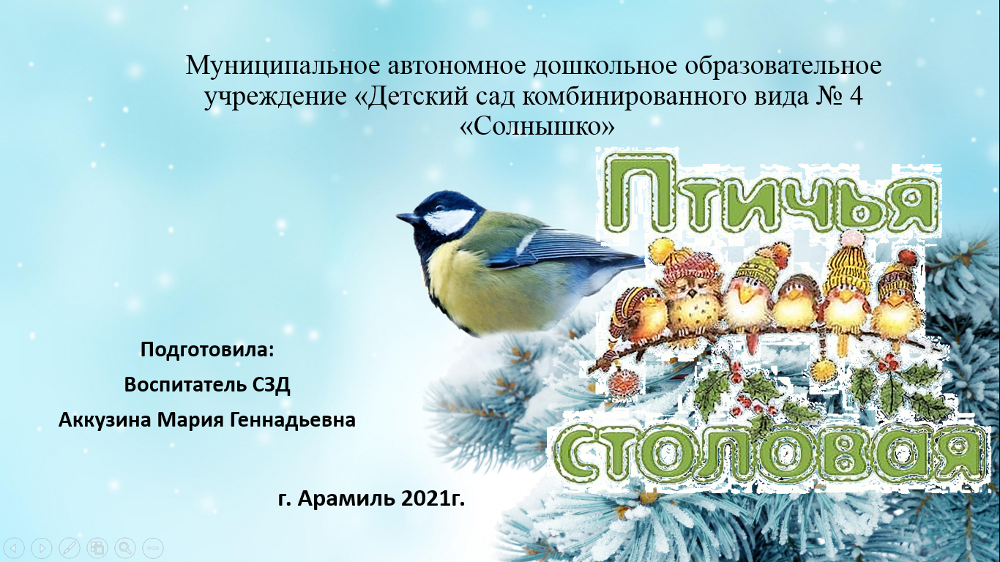 Муниципальное автономное дошкольное образовательное
учреждение «Детский сад комбинированного вида № 4
«Солнышко»
Птичья
столовая
Подготовила:
Воспитатель СЗД
Аккузина Мария Геннадьевна
г. Арамиль 2021г.